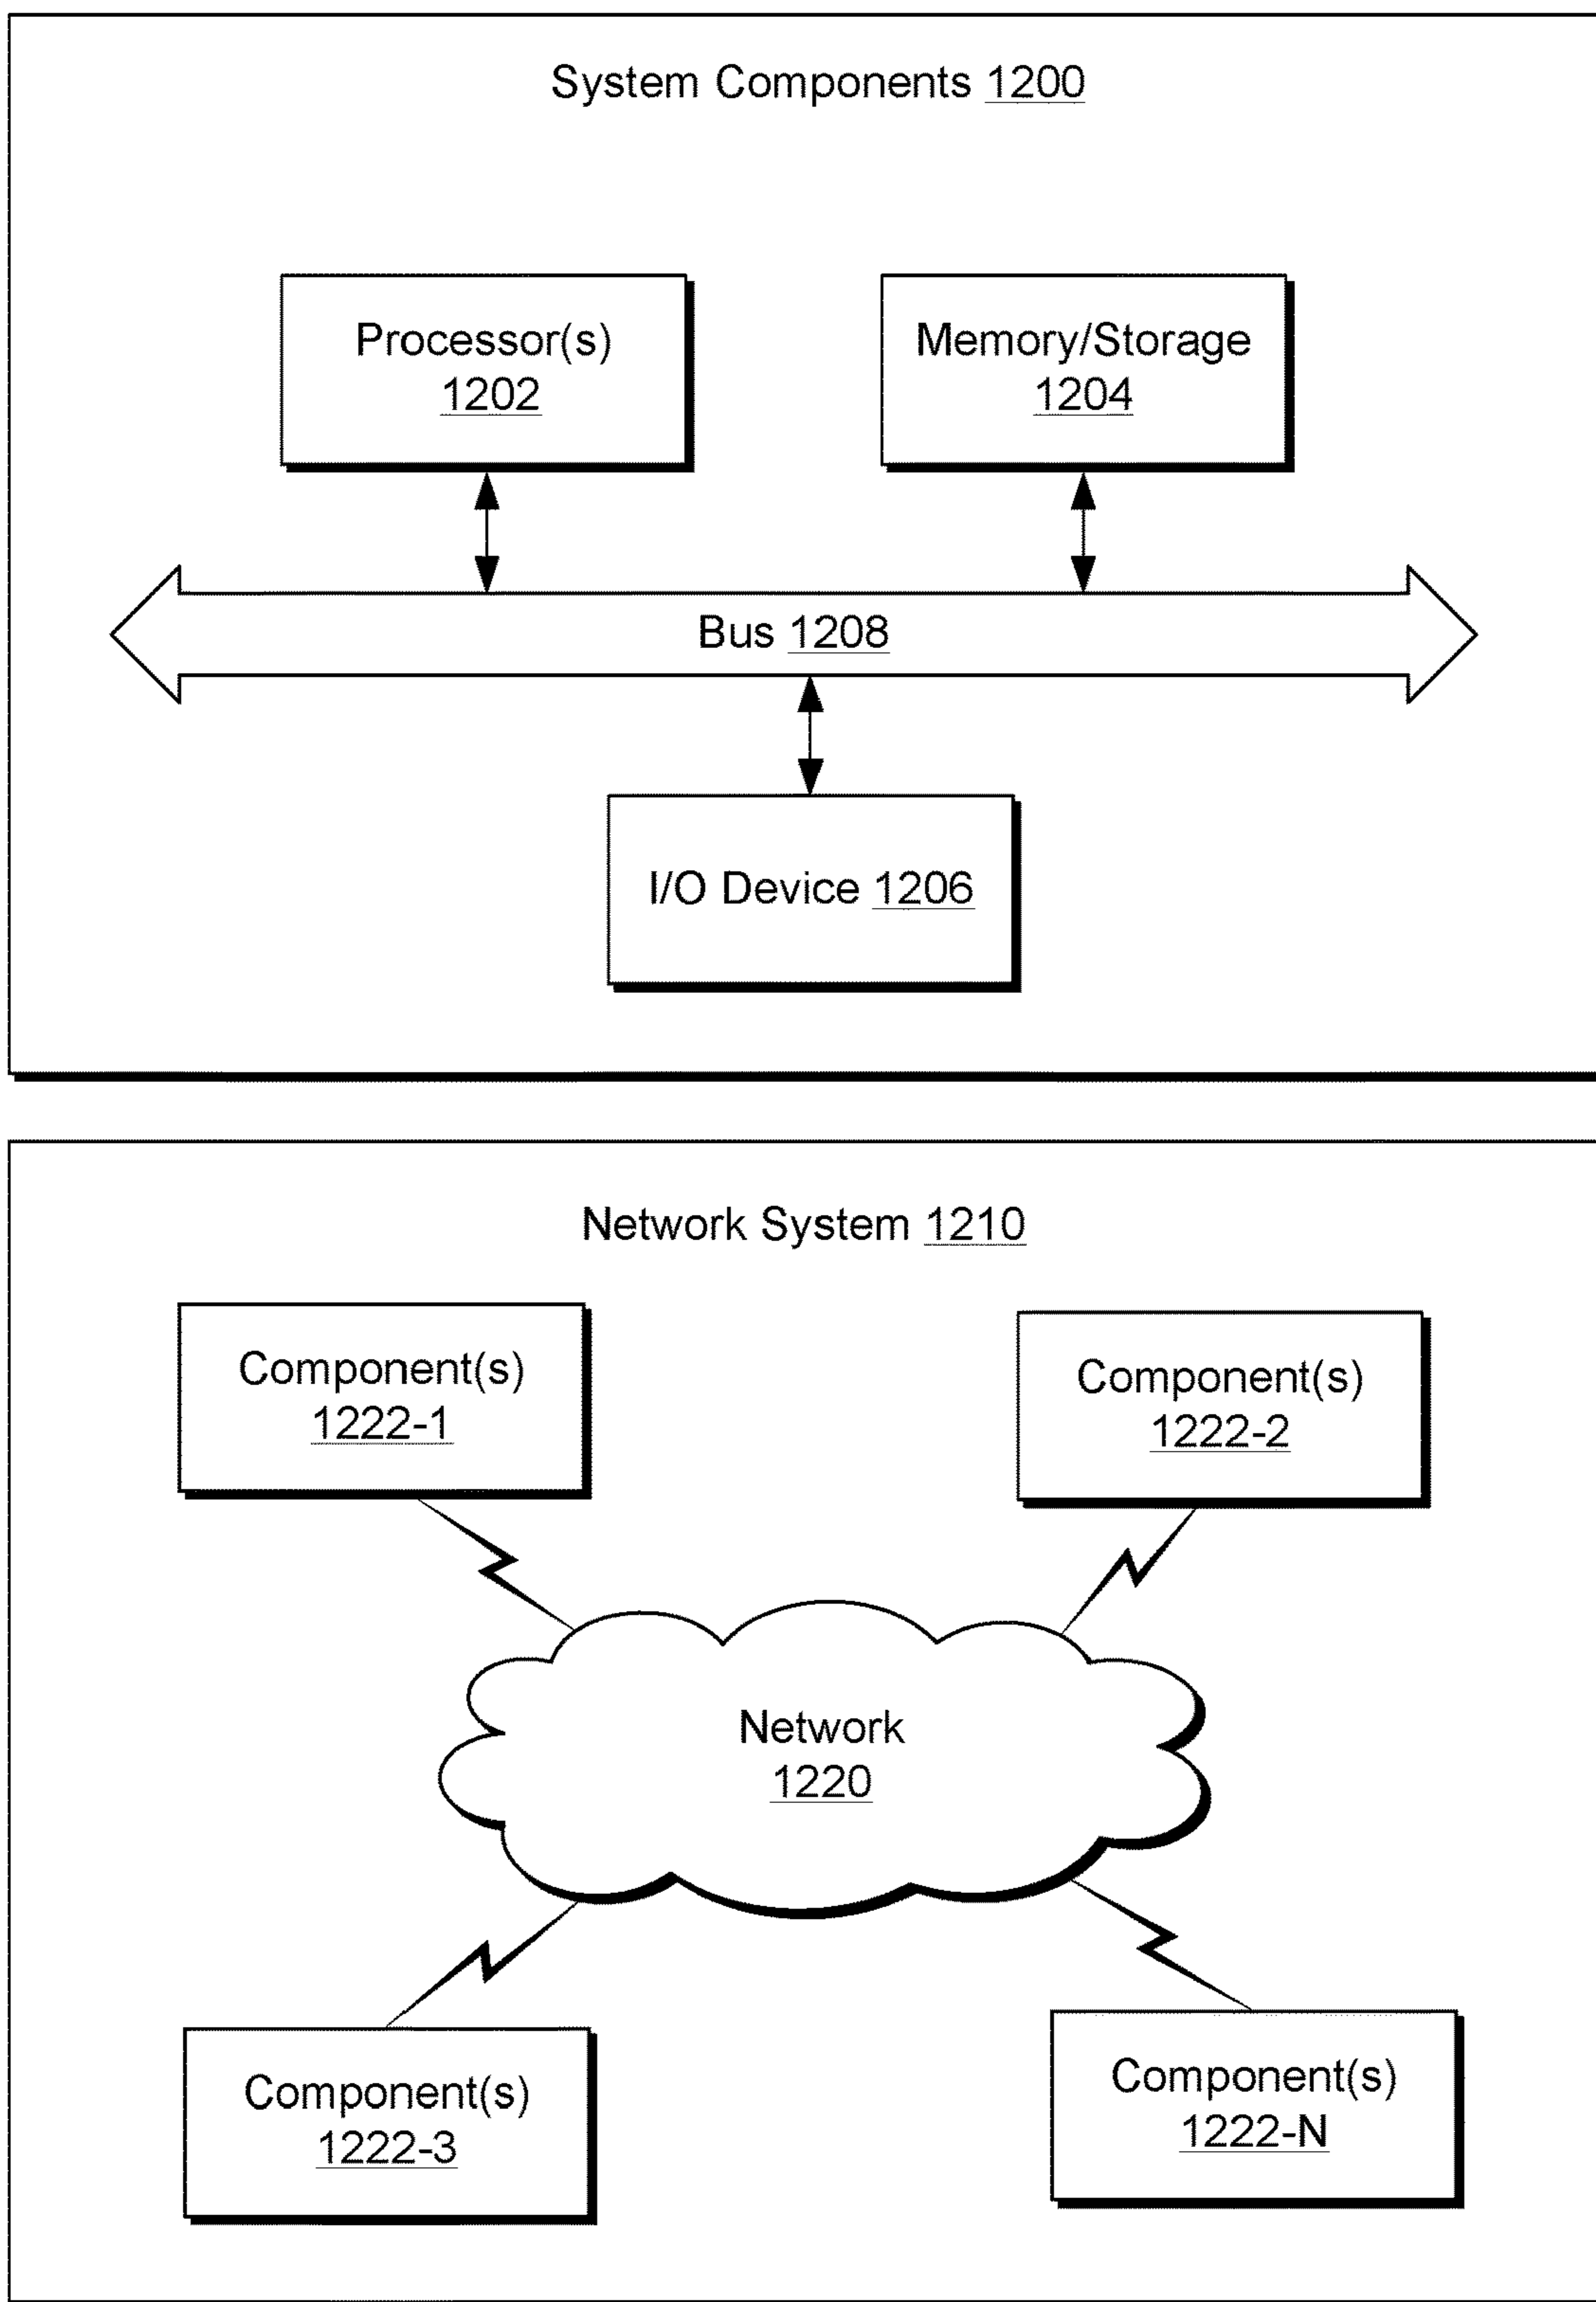 System Components 1200
Processor(s)
1202
Memory/Storage
1204
Bus 1208
I/O Device 1206
Network System 1210
Component(s)
1222-1
Component(s)
1222-2
Network
1220
Component(s)
1222-3
Component(s)
1222-N